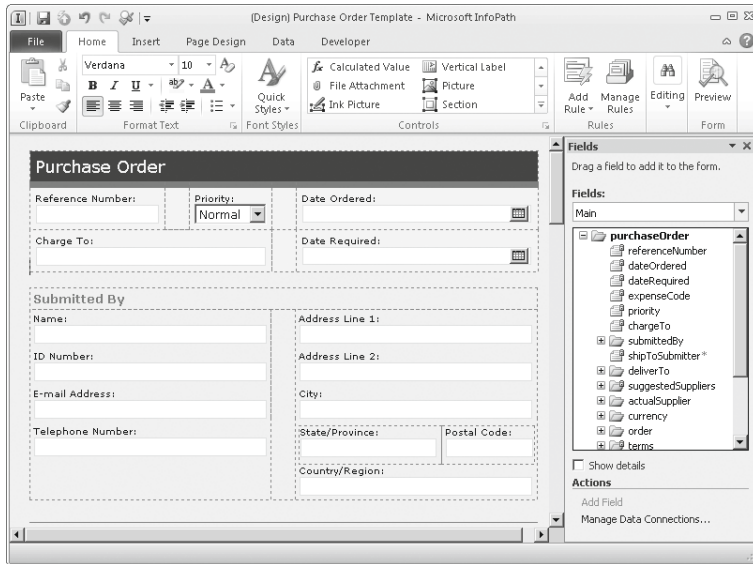 (Design) Purchase Order Template - Microsoft InfoPath
File Home Insert Page Design Data Developer
Paste
Clipboard
Verdana 10
B I U
Format Text
Quick Styles
Font Styles
Calculated Value
File Attachment
Ink Picture
Vertical Label
Picture
Section
Controls
Add Rule
Manage Rules
Rules
Editing
Preview
Form
Purchase Order
Reference Number:
Priority:
Normal
Date Ordered:
Charge To:
Date Required:
Submitted By
Name:
Address Line 1:
ID Number:
Address Line 2:
E-mail Address:
City:
Telephone Number:
State/Province:
Postal Code:
Country/Region:
Fields
Drag a field to add it to the form.
Fields:
Main
purchaseOrder
referenceNumber
dateOrdered
dateRequired
expenseCode
priority
chargeTo
submittedBy
shipToSubmitter*
deliverTo
suggestedSuppliers
actualSupplier
currency
order
terms
Show details
Actions
Add Field
Manage Data Connections...